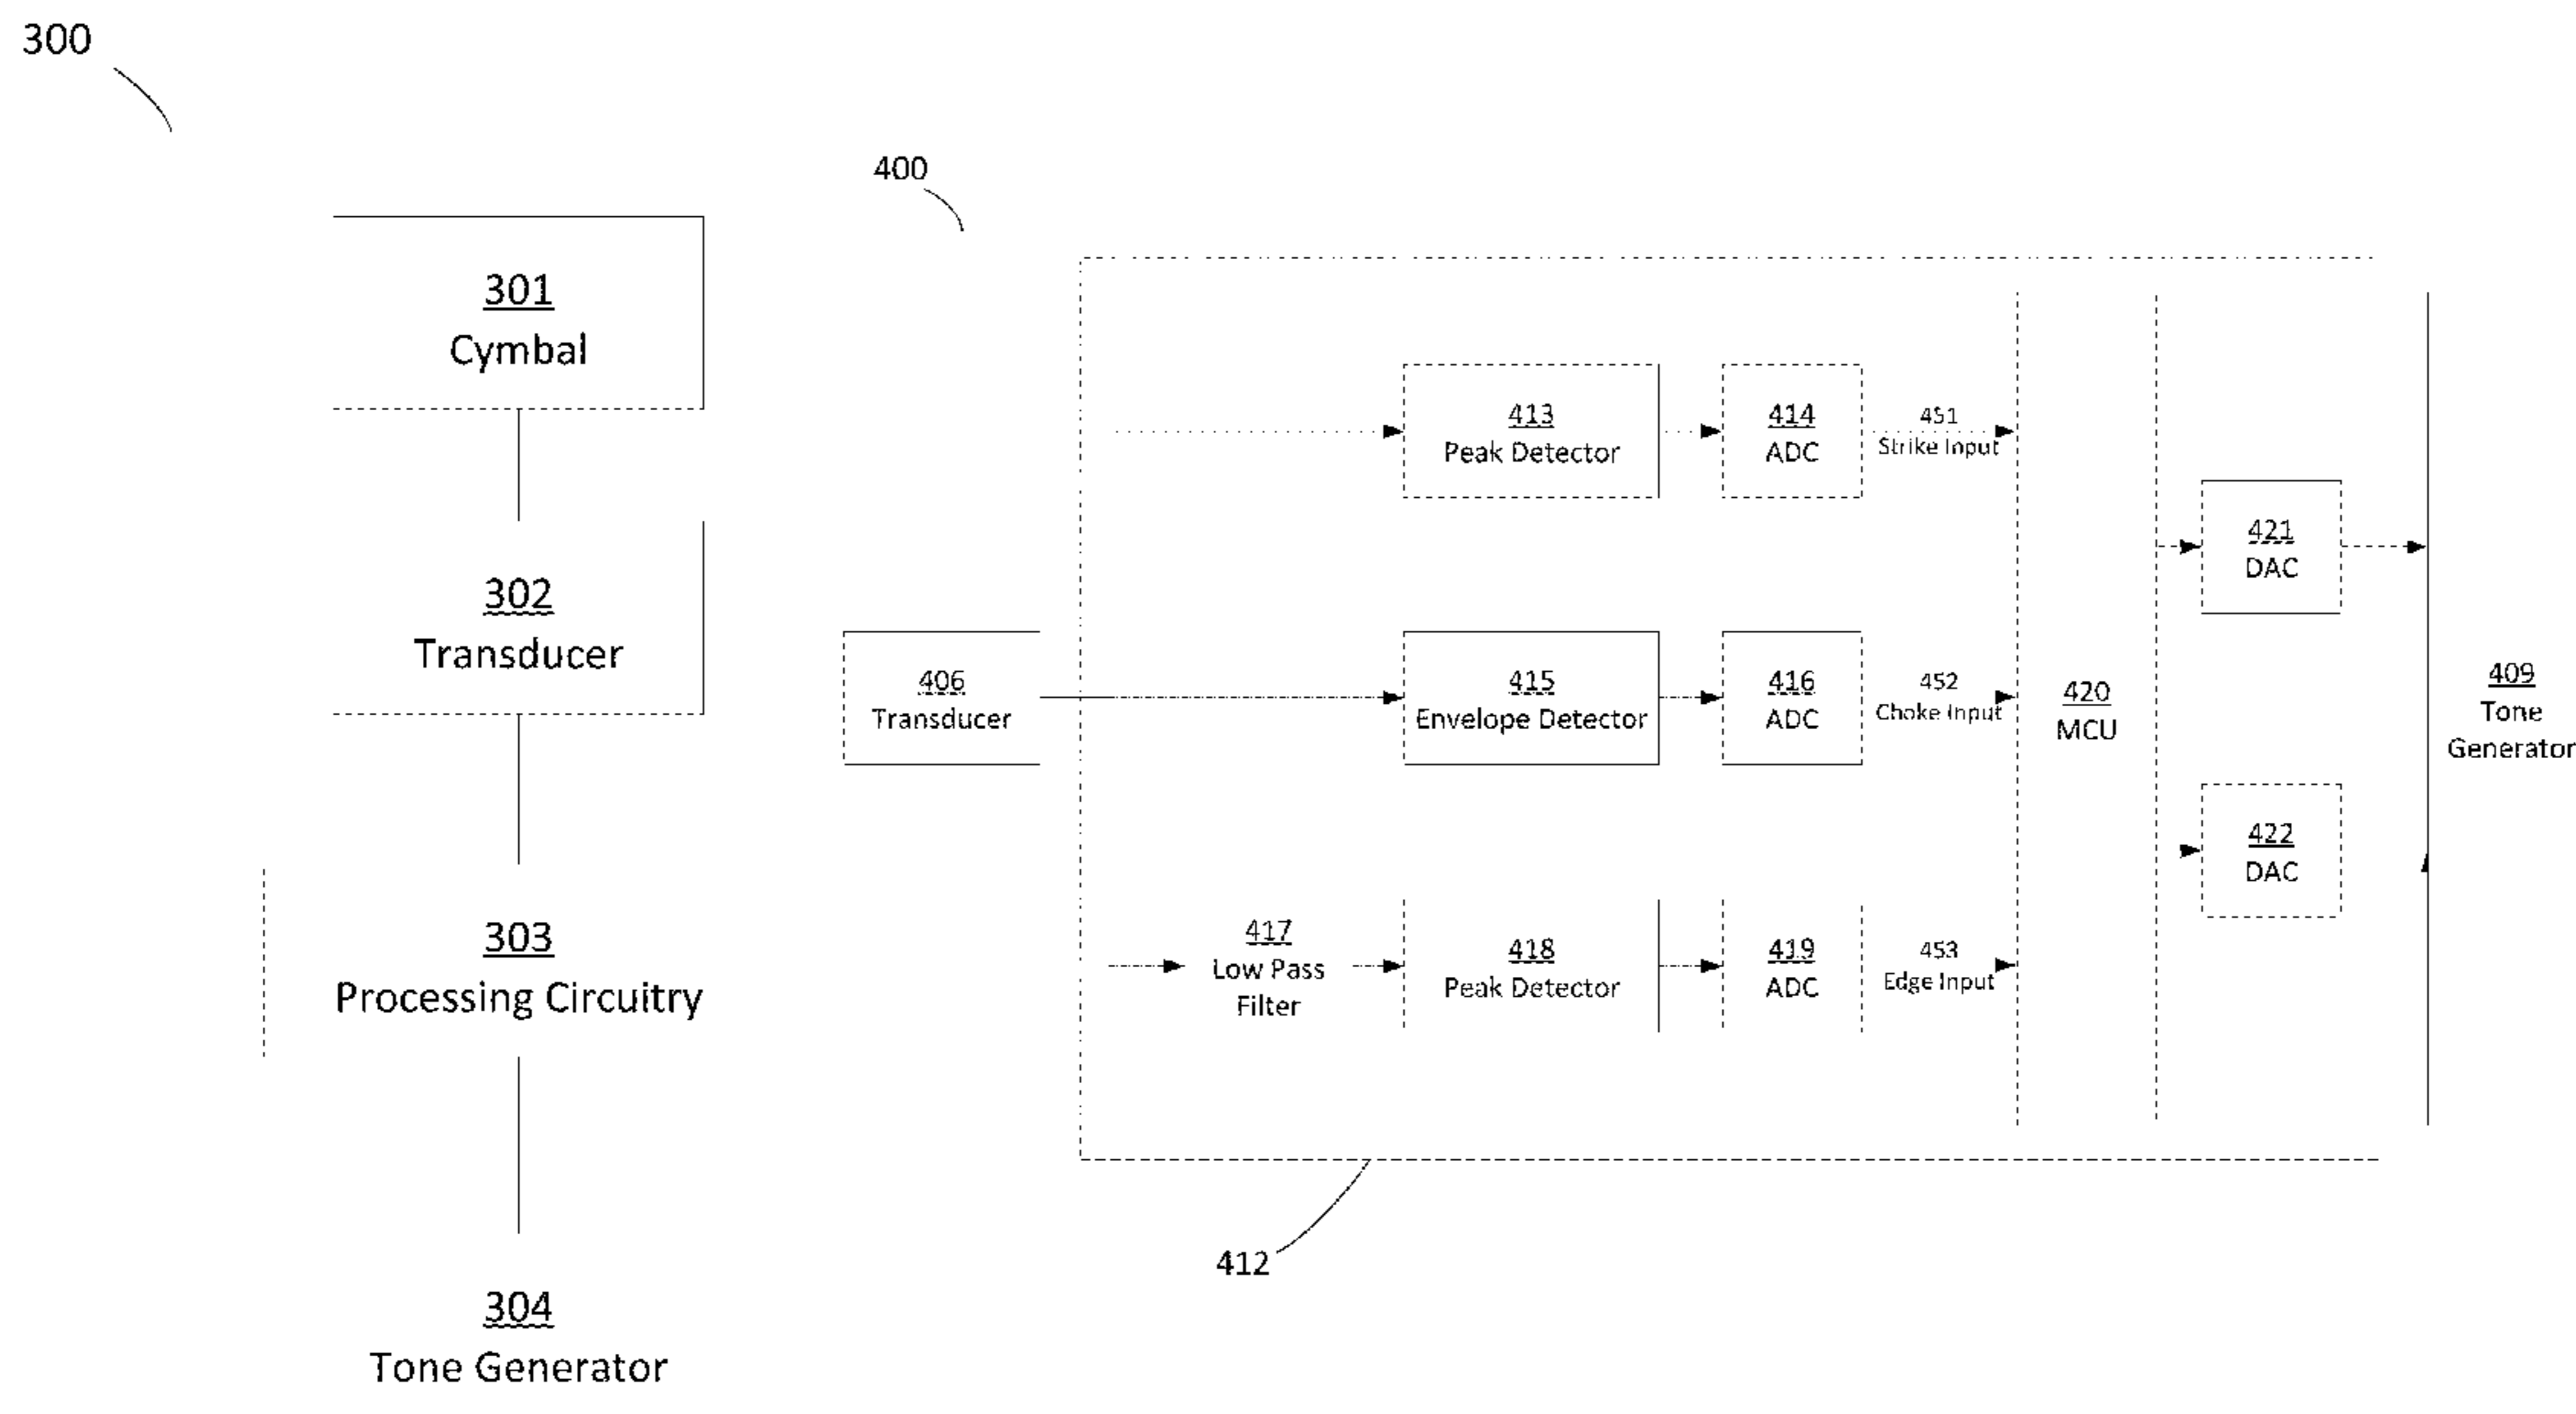 300
301
Cymbal
302
Transducer
303
Processing Circuitry
304
Tone Generator
400
413
Peak Detector
414
ADC
451
Strike Input
421
DAC
406
Transducer
415
Envelope Detector
416
ADC
452
Choke Input
420
MCU
409
Tone
Generator
422
DAC
417
Low Pass
Filter
418
Peak Detector
419
ADC
453
Edge Input
412